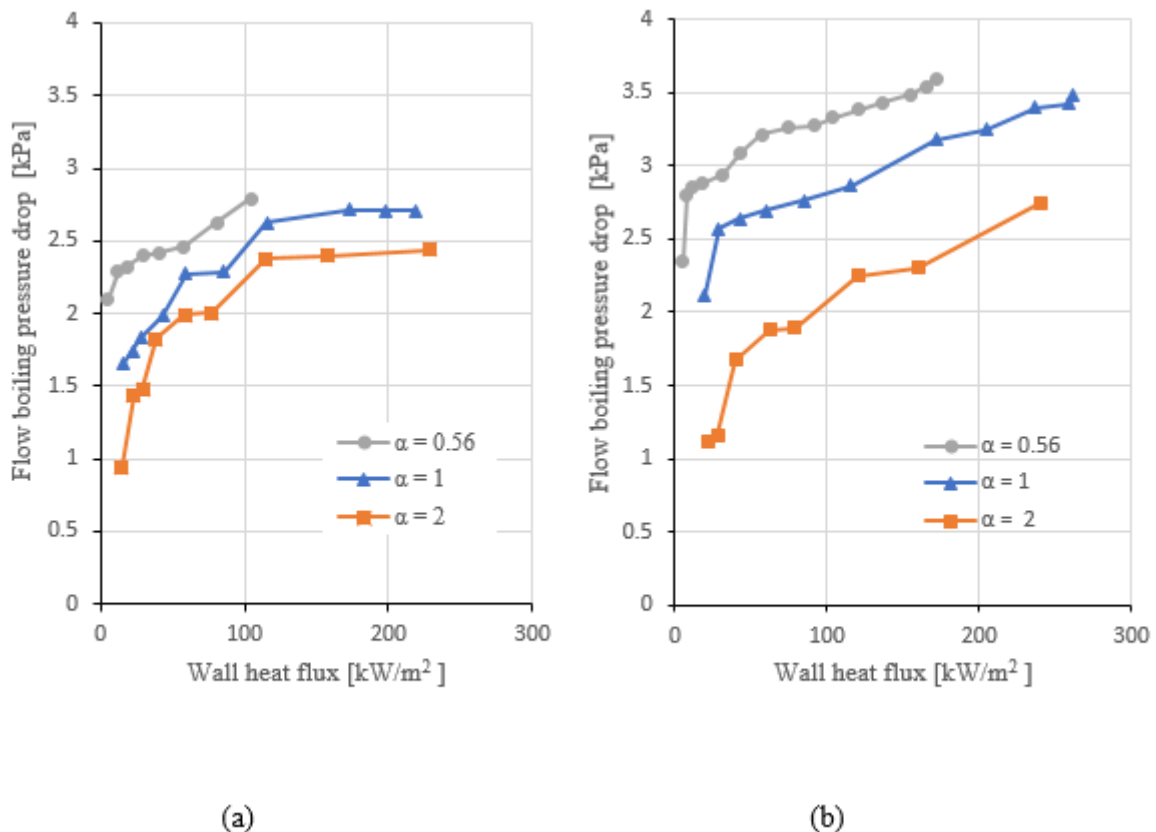 4
3.5
3
2.5
2
1.5
1
0.5
0
0
100
200
300
Flow boiling pressure drop [kPa]
Wall heat flux [kW/m² ]
α = 0.56
α = 1
α = 2
(a)
4
3.5
3
2.5
2
1.5
1
0.5
0
0
100
200
300
Flow boiling pressure drop [kPa]
Wall heat flux [kW/m² ]
α = 0.56
α = 1
α = 2
(b)